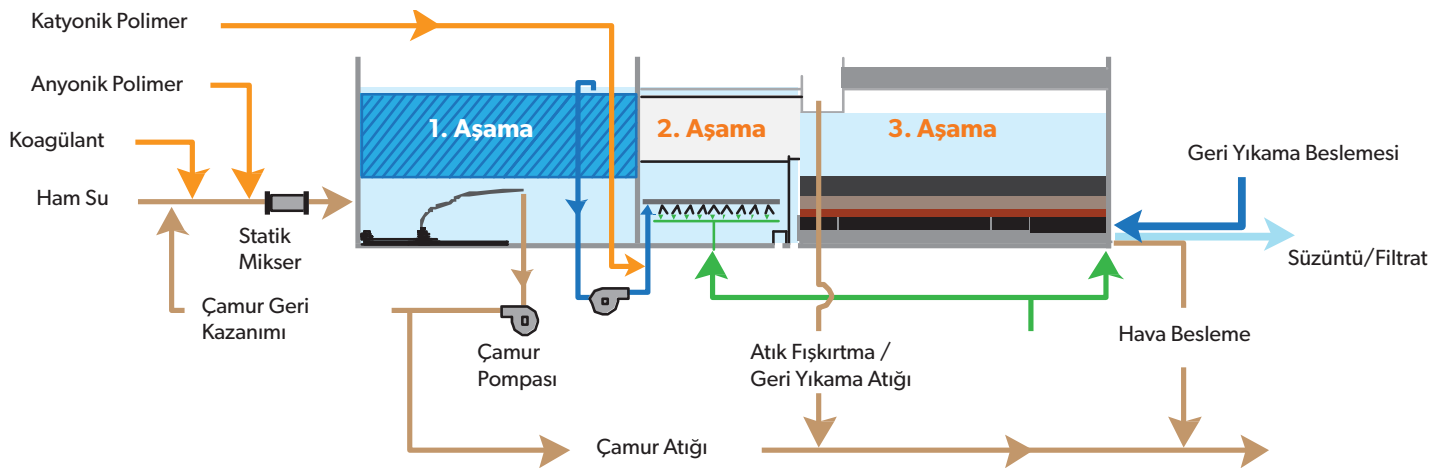 Katyonik Polimer
Anyonik Polimer
Koagülant
Ham Su
Statik
Mikser
Çamur Geri
Kazanımı
1. Aşama
2. Aşama
3. Aşama
Geri Yıkama Beslemesi
Süzüntü/Filtrat
Çamur
Pompası
Atık Fışkırtma /
Geri Yıkama Atığı
Hava Besleme
Çamur Atığı